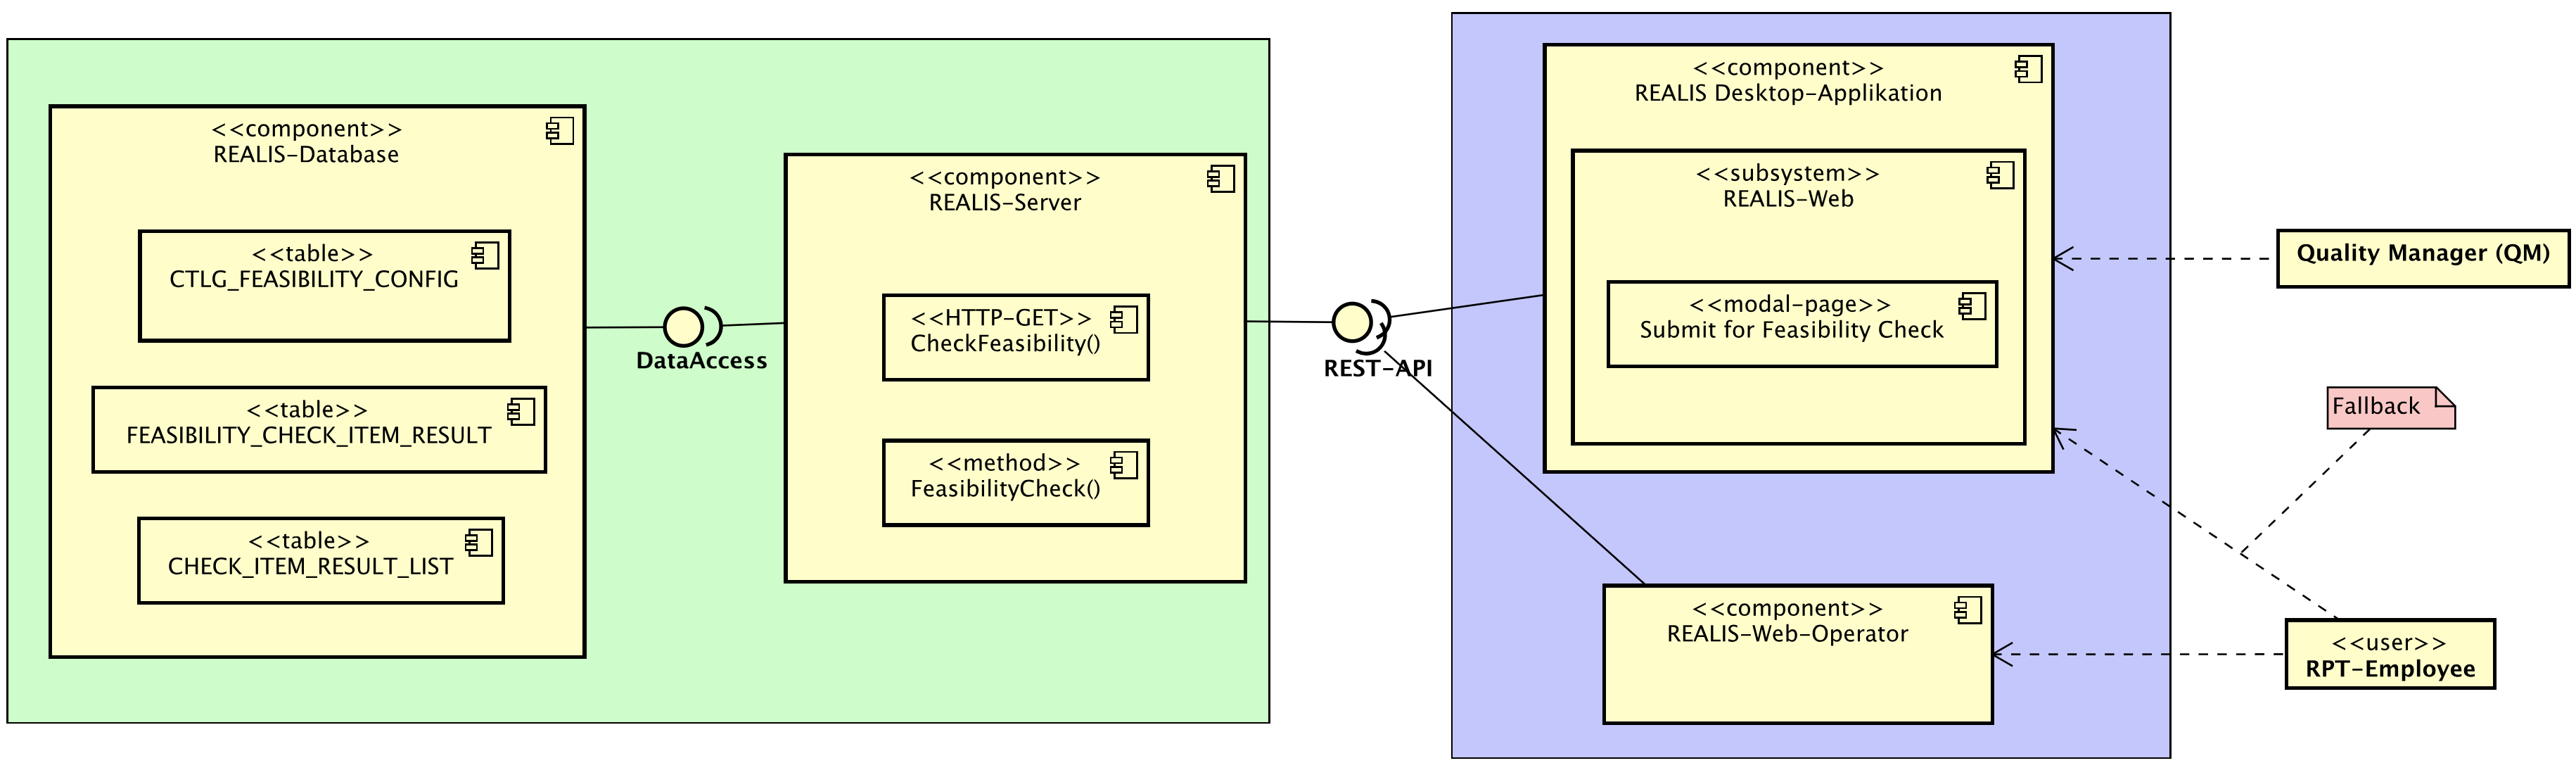 <<component>>
REALIS-Database
<<table>>
CTLG_FEASIBILITY_CONFIG
<<table>>
FEASIBILITY_CHECK_ITEM_RESULT
<<table>>
CHECK_ITEM_RESULT_LIST
DataAccess
<<component>>
REALIS-Server
<<HTTP-GET>>
CheckFeasibility()
<<method>>
FeasibilityCheck()
REST-API
<<component>>
REALIS Desktop-Applikation
<<subsystem>>
REALIS-Web
<<modal-page>>
Submit for Feasibility Check
<<component>>
REALIS-Web-Operator
Quality Manager (QM)
Fallback
<<user>>
RPT-Employee